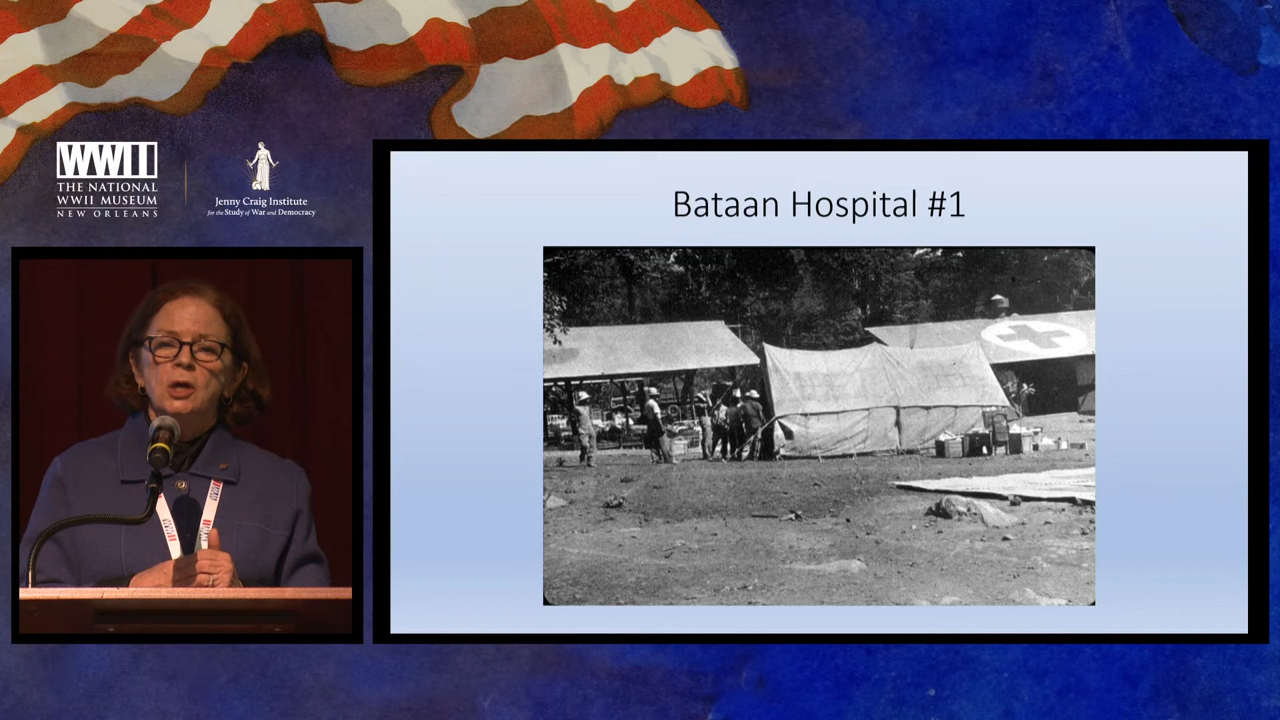 WWII
THE NATIONAL
WWII MUSEUM
NEW ORLEANS
Jenny Craig Institute
for the Study of War and Democracy
Bataan Hospital #1